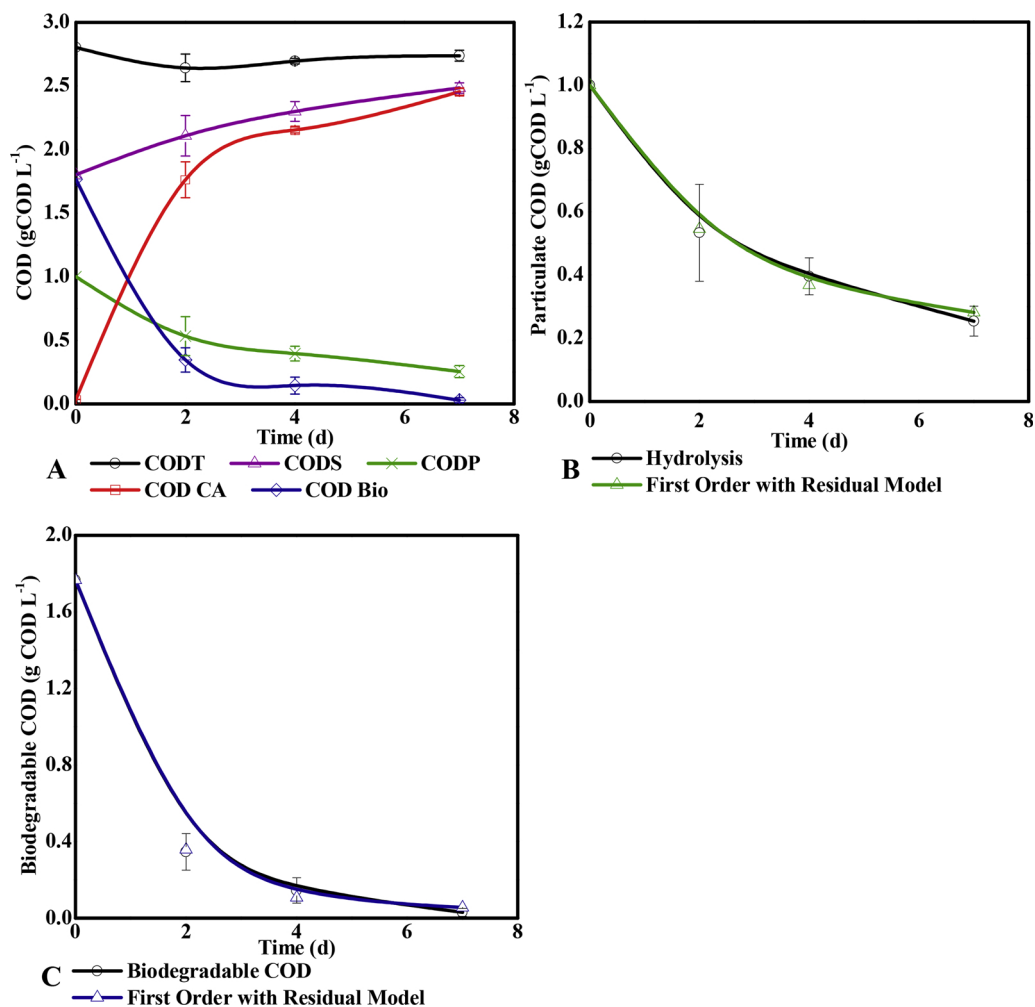 3.0
2.5
2.0
1.5
1.0
0.5
0.0
COD (gCOD L⁻¹)
0 2 4 6 8
Time (d)
A
CODT CODS CODP
COD CA COD Bio
1.2
1.0
0.8
0.6
0.4
0.2
0.0
Particulate COD (gCOD L⁻¹)
0 2 4 6 8
Time (d)
B
Hydrolysis
First Order with Residual Model
2.0
1.6
1.2
0.8
0.4
0.0
Biodegradable COD (g COD L⁻¹)
0 2 4 6 8
Time (d)
C
Biodegradable COD
First Order with Residual Model